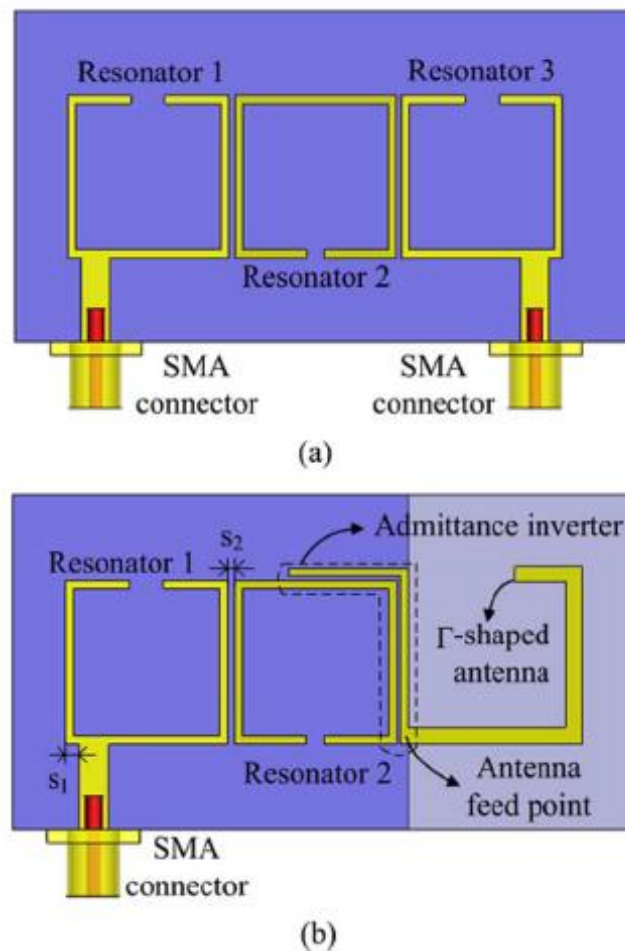 Resonator 1
Resonator 3
Resonator 2
SMA
connector
SMA
connector
(a)
s2
Admittance inverter
Resonator 1
Γ-shaped
antenna
s1
Resonator 2
Antenna
feed point
SMA
connector
(b)